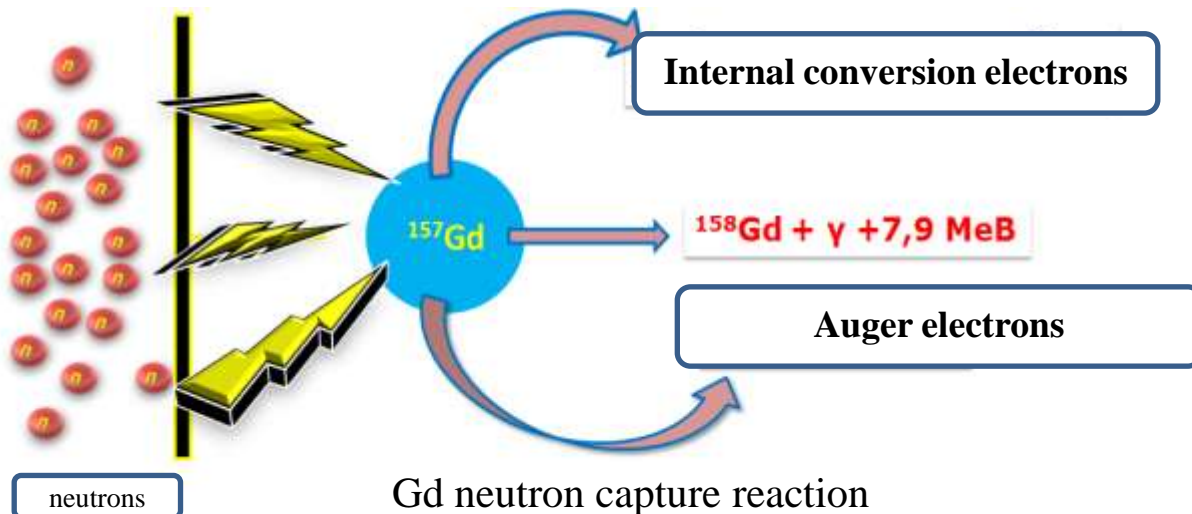 n
n n
n n n
n
n
n n
n
n n
n n
n
n n
n
Internal conversion electrons
¹⁵⁷Gd
¹⁵⁸Gd + γ +7,9 MeB
Auger electrons
neutrons
Gd neutron capture reaction